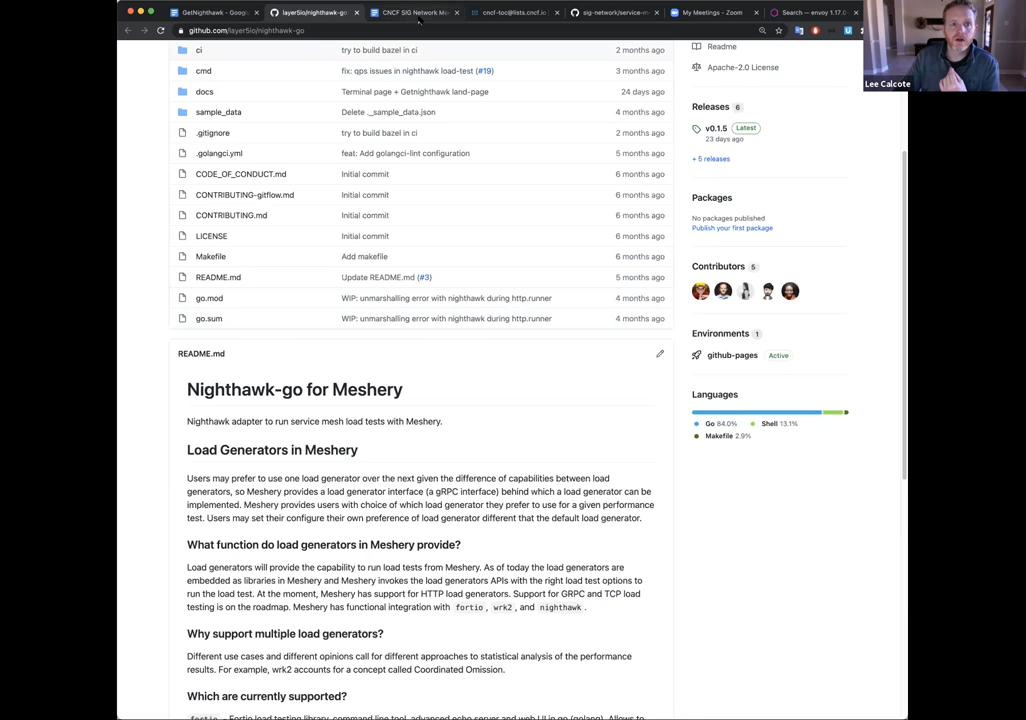 GetNighthawk - Googl
layer5io/nighthawk-go:
CNCF SIG Network Me
cncf-toc@lists.cncf.io
sig-network/service-m
My Meetings - Zoom
Search — envoy 1.17.0-
github.com/layer5io/nighthawk-go
Lee Calcote
ci try to build bazel in ci 2 months ago
cmd fix: qps issues in nighthawk load-test (#19) 3 months ago
docs Terminal page + Getnighthawk land-page 24 days ago
sample_data Delete ._sample_data.json 4 months ago
.gitignore try to build bazel in ci 2 months ago
.golangci.yml feat: Add golangci-lint configuration 5 months ago
CODE_OF_CONDUCT.md Initial commit 6 months ago
CONTRIBUTING-gitflow.md Initial commit 6 months ago
CONTRIBUTING.md Initial commit 6 months ago
LICENSE Initial commit 6 months ago
Makefile Add makefile 6 months ago
README.md Update README.md (#3) 5 months ago
go.mod WIP: unmarshalling error with nighthawk during http.runner 4 months ago
go.sum WIP: unmarshalling error with nighthawk during http.runner 4 months ago
README.md
Nighthawk-go for Meshery
Nighthawk adapter to run service mesh load tests with Meshery.
Load Generators in Meshery
Users may prefer to use one load generator over the next given the difference of capabilities between load
generators, so Meshery provides a load generator interface (a gRPC interface) behind which a load generator can be
implemented. Meshery provides users with choice of which load generator they prefer to use for a given performance
test. Users may set their configure their own preference of load generator different that the default load generator.
What function do load generators in Meshery provide?
Load generators will provide the capability to run load tests from Meshery. As of today the load generators are
embedded as libraries in Meshery and Meshery invokes the load generators APIs with the right load test options to
run the load test. At the moment, Meshery has support for HTTP load generators. Support for GRPC and TCP load
testing is on the roadmap. Meshery has functional integration with fortio, wrk2, and nighthawk.
Why support multiple load generators?
Different use cases and different opinions call for different approaches to statistical analysis of the performance
results. For example, wrk2 accounts for a concept called Coordinated Omission.
Which are currently supported?
fortio - Fortio load testing library, command line tool, advanced echo server and web UI in go (golang). Allows to
Readme
Apache-2.0 License
Releases 6
v0.1.5 Latest
23 days ago
+ 5 releases
Packages
No packages published
Publish your first package
Contributors 5
Environments 1
github-pages Active
Languages
Go 84.0% Shell 13.1%
Makefile 2.9%